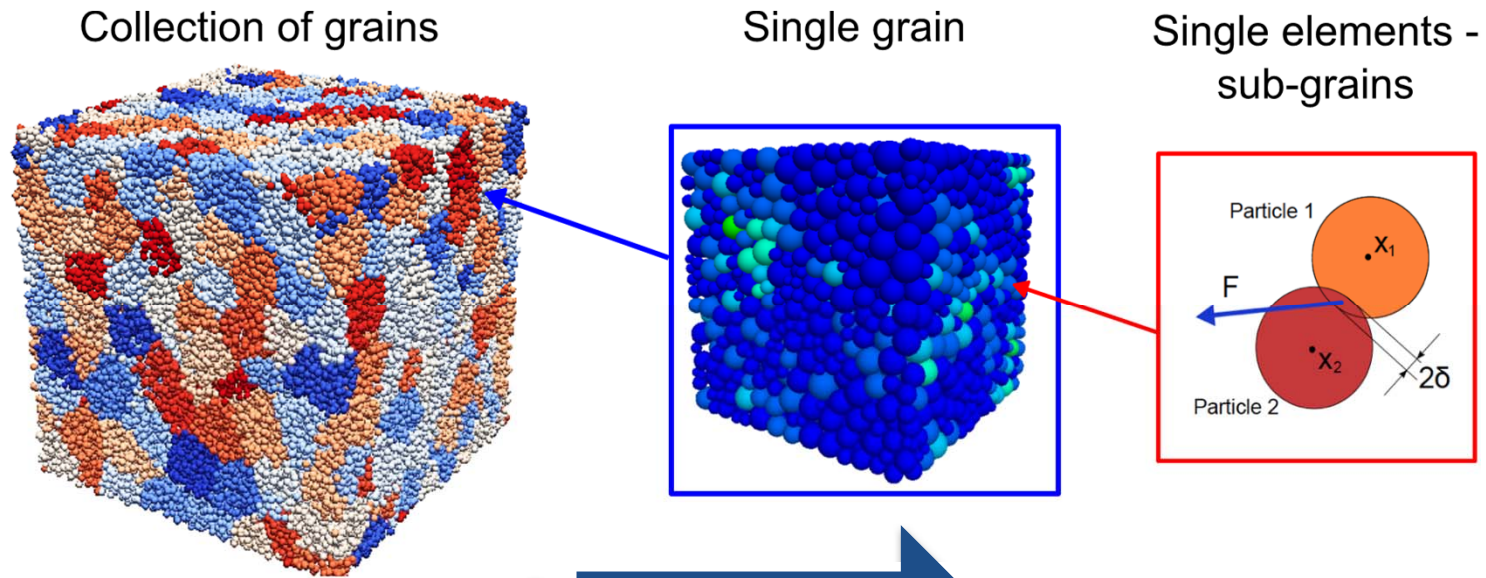 Collection of grains
Single grain
Single elements -
sub-grains
Particle 1
x₁
F
x₂
2δ
Particle 2